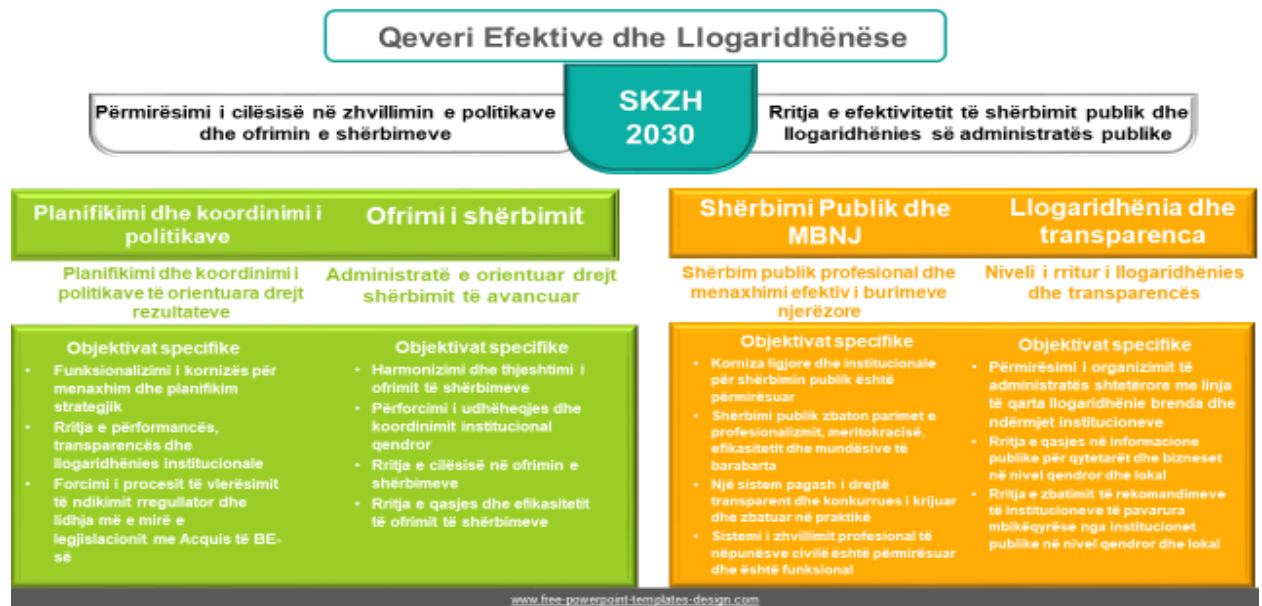 Qeveri Efektive dhe Llogaridhënëse
Përmirësimi i cilësisë në zhvillimin e politikave
dhe ofrimin e shërbimeve
SKZH
2030
Rritja e efektivitetit të shërbimit publik dhe
llogaridhënies së administratës publike
Planifikimi dhe koordinimi i
politikave
Ofrimi i shërbimit
Planifikimi dhe koordinimi i
politikave të orientuara drejt
rezultateve
Administratë e orientuar drejt
shërbimit të avancuar
Objektivat specifike
• Funksionalizimi i kornizës për
menaxhim dhe planifikim
strategjik
• Rritja e përformancës,
transparencës dhe
llogaridhënies institucionale
• Forcimi i procesit të vlerësimit
të ndikimit rregullator dhe
lidhja më e mirë e
legjislacionit me Acquis të BE-
së
Objektivat specifike
• Harmonizimi dhe thjeshtimi i
ofrimit të shërbimeve
• Përforcimi i udhëheqjes dhe
koordinimit institucional
qendror
• Rritja e cilësisë në ofrimin e
shërbimeve
• Rritja e qasjes dhe efikasitetit
të ofrimit të shërbimeve
Shërbimi Publik dhe
MBNJ
Llogaridhënia dhe
transparenca
Shërbim publik profesional dhe
menaxhimi efektiv i burimeve
njerëzore
Niveli i rritur i llogaridhënies
dhe transparencës
Objektivat specifike
• Korniza ligjore dhe institucionale
për shërbimin publik është
përmirësuar
• Shërbimi publik zbaton parimet e
profesionalizmit, meritokracisë,
efikasitetit dhe mundësive të
barabarta
• Një sistem pagash i drejtë
transparent dhe konkurrues i krijuar
dhe zbatuar në praktikë
• Sistemi i zhvillimit profesional të
nëpunësve civilë është përmirësuar
dhe është funksional
Objektivat specifike
• Përmirësimi i organizimit të
administratës shtetërore me linja
të qarta llogaridhënie brenda dhe
ndërmjet institucioneve
• Rritja e qasjes në informacione
publike për qytetarët dhe bizneset
në nivel qendror dhe lokal
• Rritja e zbatimit të rekomandimeve
të institucioneve të pavarura
mbikëqyrëse nga institucionet
publike në nivel qendror dhe lokal
www.free-powerpoint-templates-design.com